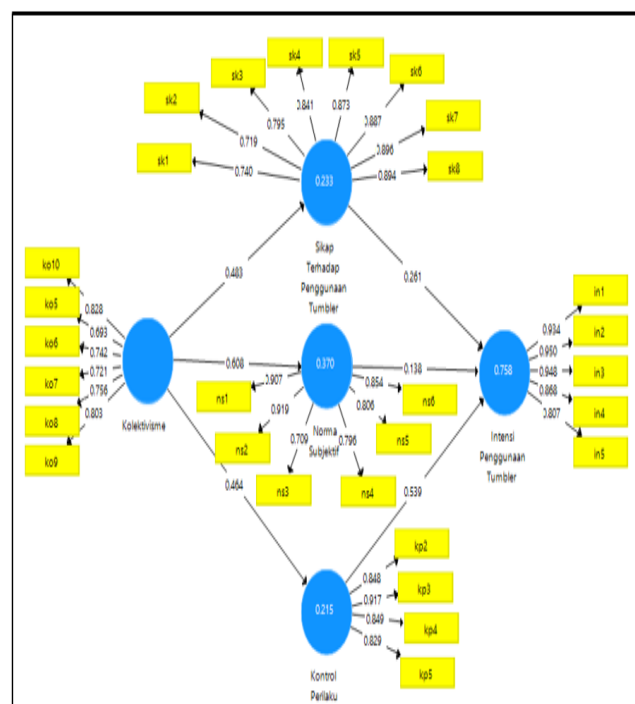 sk4
sk5
sk3
sk6
sk2
sk7
sk1
sk8
0.841
0.873
0.795
0.719
0.740
0.887
0.896
0.894
0.233
Sikap
Terhadap
Penggunaan
Tumbler
0.483
0.261
ko10
ko5
ko6
ko7
ko8
ko9
0.828
0.693
0.742
0.721
0.756
0.803
Kolektivisme
0.608
0.370
0.138
ns1
ns2
ns3
ns4
ns5
ns6
0.907
0.919
0.709
0.796
0.806
0.854
Norma
Subjektif
0.758
Intensi
Penggunaan
Tumbler
in1
in2
in3
in4
in5
0.934
0.950
0.948
0.868
0.807
0.464
0.539
0.215
Kontrol
Perilaku
kp2
kp3
kp4
kp5
0.848
0.917
0.849
0.829